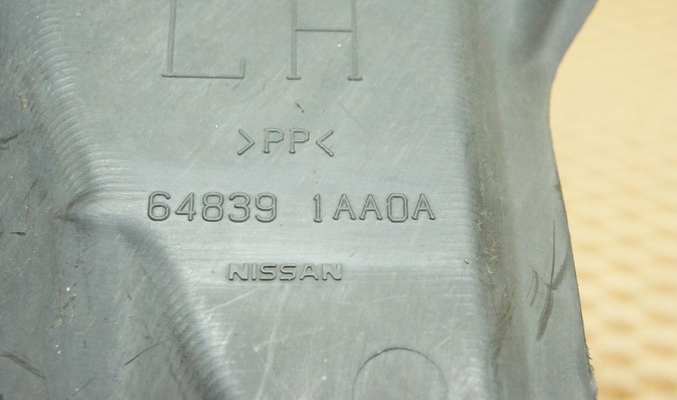 LH
>PP<
64839 1AA0A
NISSAN